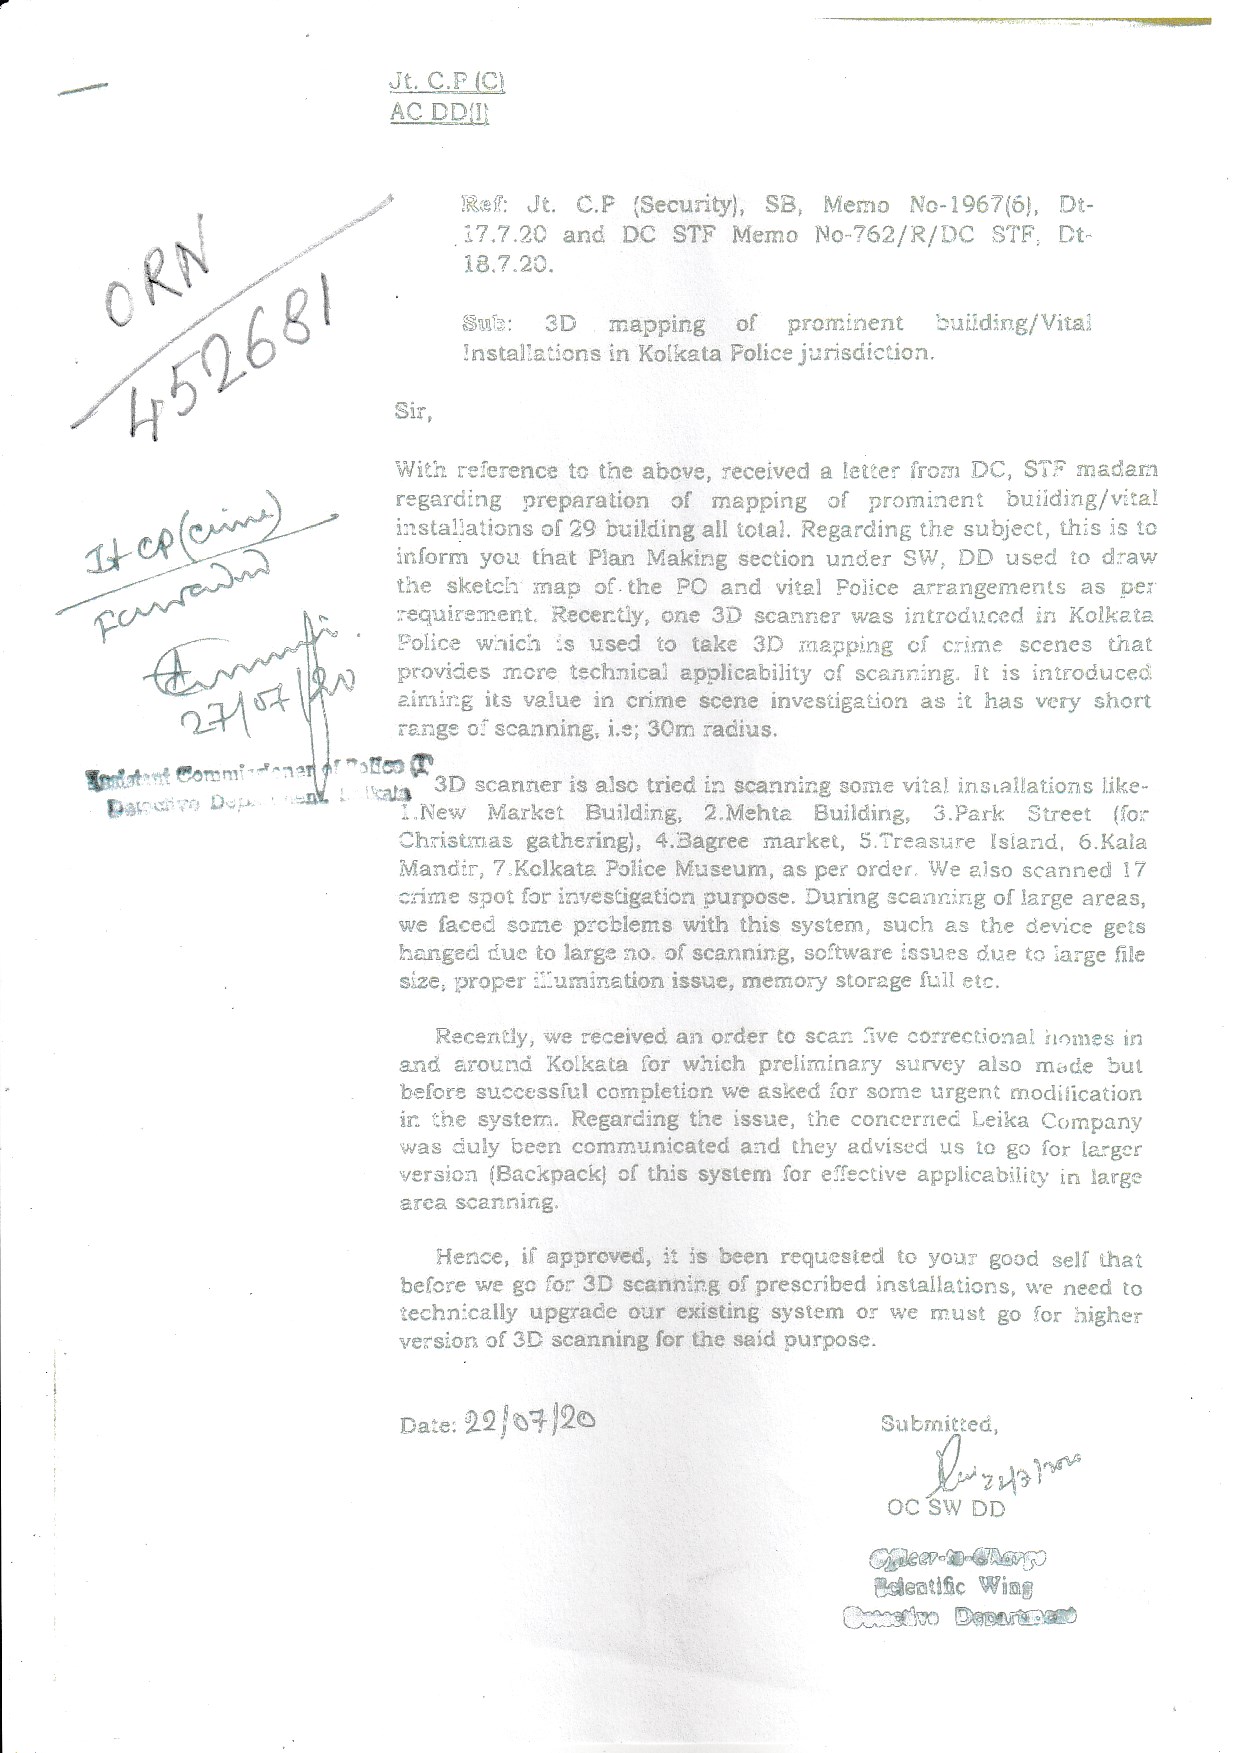 Jt. C.P (C)
AC DD(I)
Ref: Jt. C.P (Security), SB, Memo No-1967(6), Dt-
17.7.20 and DC STF Memo No-762/R/DC STF, Dt-
18.7.20.
ORN
452681
Sub: 3D mapping of prominent building/Vital
Installations in Kolkata Police jurisdiction.
Sir,
With reference to the above, received a letter from DC, STF madam
regarding preparation of mapping of prominent building/vital
installations of 29 building all total. Regarding the subject, this is to
inform you that Plan Making section under SW, DD used to draw
the sketch map of the PO and vital Police arrangements as per
requirement. Recently, one 3D scanner was introduced in Kolkata
Police which is used to take 3D mapping of crime scenes that
provides more technical applicability of scanning. It is introduced
aiming its value in crime scene investigation as it has very short
range of scanning, i.e; 30m radius.
Jt CP (Crime)
Forwarded
27/07/20
Assistant Commissioner of Police (I)
Detective Department Kolkata
3D scanner is also tried in scanning some vital installations like-
1.New Market Building, 2.Mehta Building, 3.Park Street (for
Christmas gathering), 4.Bagree market, 5.Treasure Island, 6.Kala
Mandir, 7.Kolkata Police Museum, as per order. We also scanned 17
crime spot for investigation purpose. During scanning of large areas,
we faced some problems with this system, such as the device gets
hanged due to large no. of scanning, software issues due to large file
size, proper illumination issue, memory storage full etc.
Recently, we received an order to scan five correctional homes in
and around Kolkata for which preliminary survey also made but
before successful completion we asked for some urgent modification
in the system. Regarding the issue, the concerned Leika Company
was duly been communicated and they advised us to go for larger
version (Backpack) of this system for effective applicability in large
area scanning.
Hence, if approved, it is been requested to your good self that
before we go for 3D scanning of prescribed installations, we need to
technically upgrade our existing system or we must go for higher
version of 3D scanning for the said purpose.
Date: 22/07/20
Submitted,
22/7/2020
OC SW DD
Officer-in-Charge
Scientific Wing
Detective Department